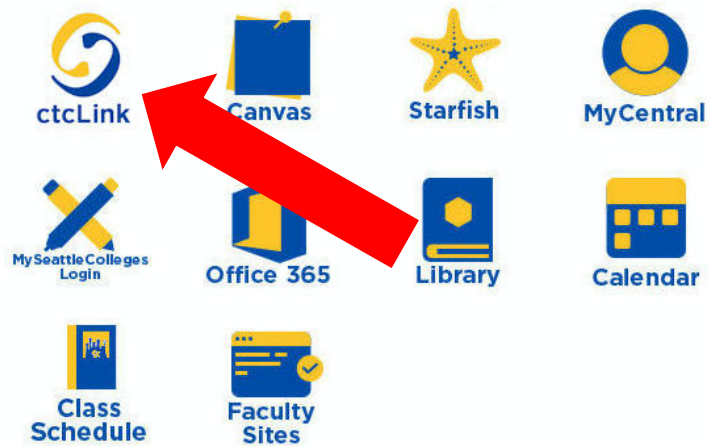 ctcLink
Canvas
Starfish
MyCentral
MySeattleColleges
Login
Office 365
Library
Calendar
Class
Schedule
Faculty
Sites